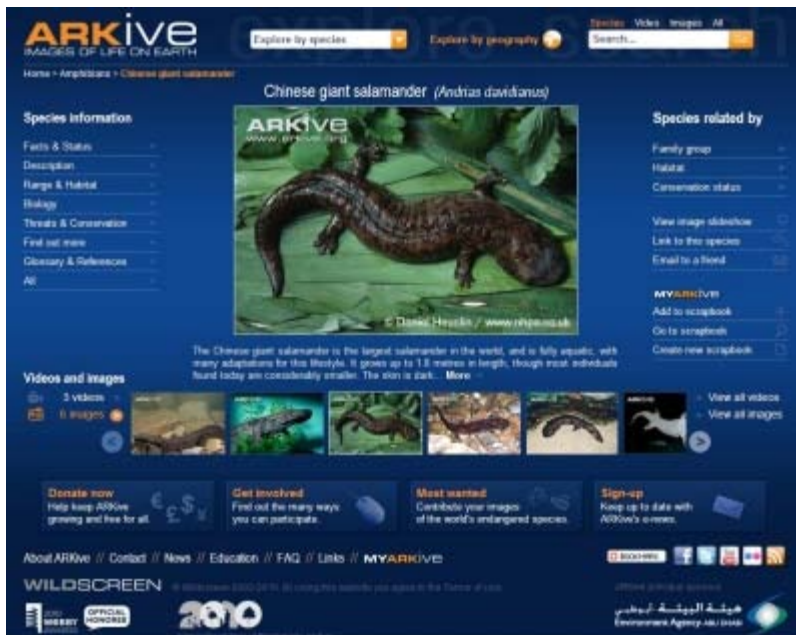 ARKive
IMAGES OF LIFE ON EARTH
Explore by species
Explore by geography
Species Video Images All
Search...
Go
Home > Amphibians > Chinese giant salamander
Chinese giant salamander (Andrias davidianus)
Species information
Facts & Status
Description
Range & Habitat
Biology
Threats & Conservation
Find out more
Glossary & References
All
ARKive
www.arkive.org
© Daniel Heuclin / www.nhpa.co.uk
Species related by
Family group
Habitat
Conservation status
View image slideshow
Link to this species
Email to a friend
MYARKIVE
Add to scrapbook
Go to scrapbook
Create new scrapbook
The Chinese giant salamander is the largest salamander in the world, and is fully aquatic, with
many adaptations for this lifestyle. It grows up to 1.8 metres in length, though most individuals
found today are considerably smaller. The skin is dark... More
Videos and images
3 videos
6 images
View all videos
View all images
Donate now
Help keep ARKive
growing and free for all.
Get involved
Find out the many ways
you can participate.
Most wanted
Contribute your images
of the world's endangered species.
Sign-up
Keep up to date with
ARKive's e-news.
About ARKive // Contact // News // Education // FAQ // Links // MYARKIVE
WILDSCREEN
2010
WEBBY
OFFICIAL
HONOREE
2010
هيئة البيئة - أبوظبي
Environment Agency - ABU DHABI